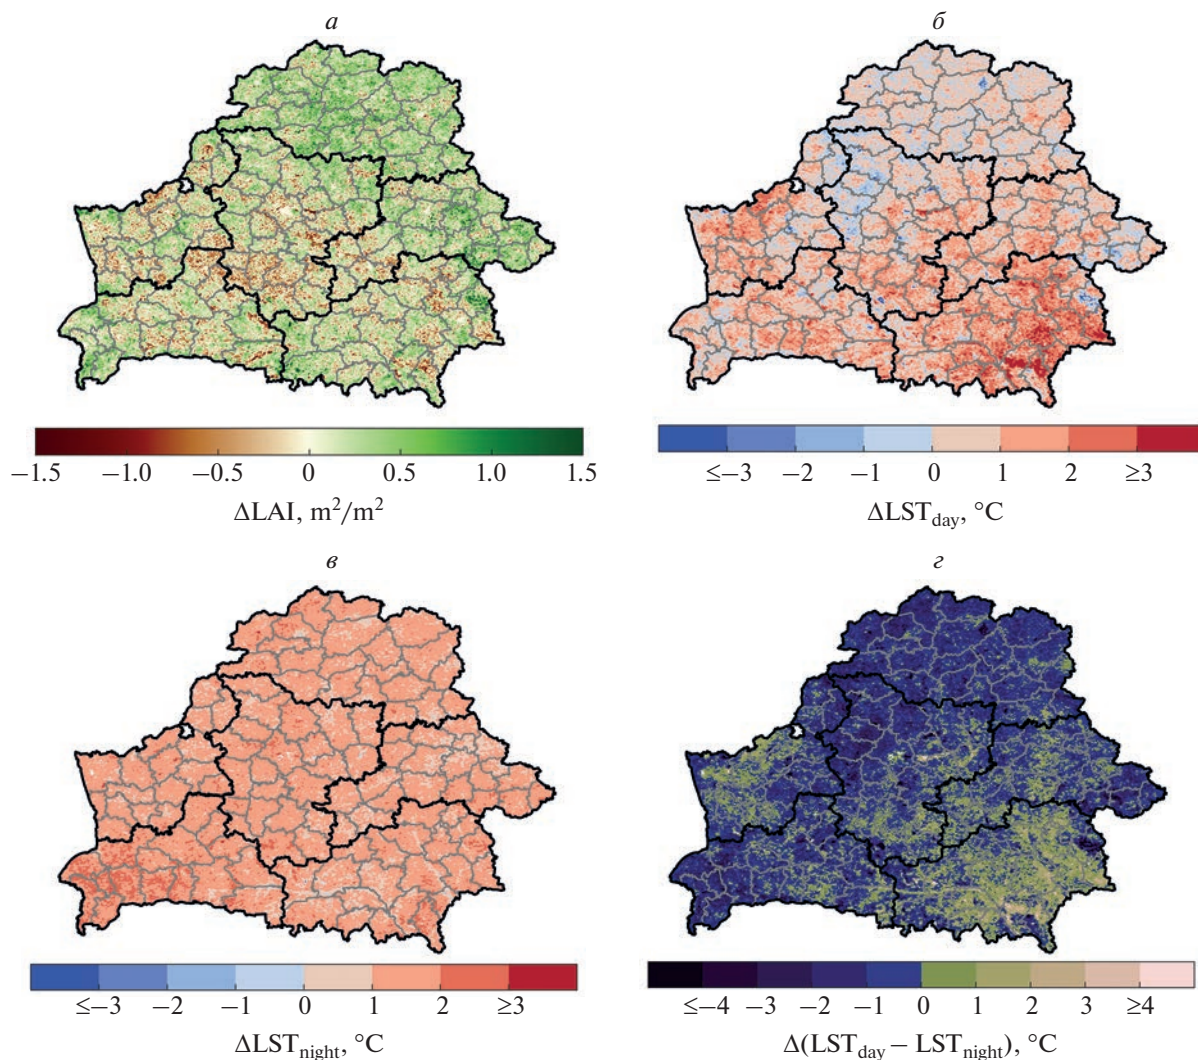 а
б
−1.5 −1.0 −0.5 0 0.5 1.0 1.5
ΔLAI, m²/m²
≤−3 −2 −1 0 1 2 ≥3
ΔLST_day, °C
в
г
≤−3 −2 −1 0 1 2 ≥3
ΔLST_night, °C
≤−4 −3 −2 −1 0 1 2 3 ≥4
Δ(LST_day − LST_night), °C